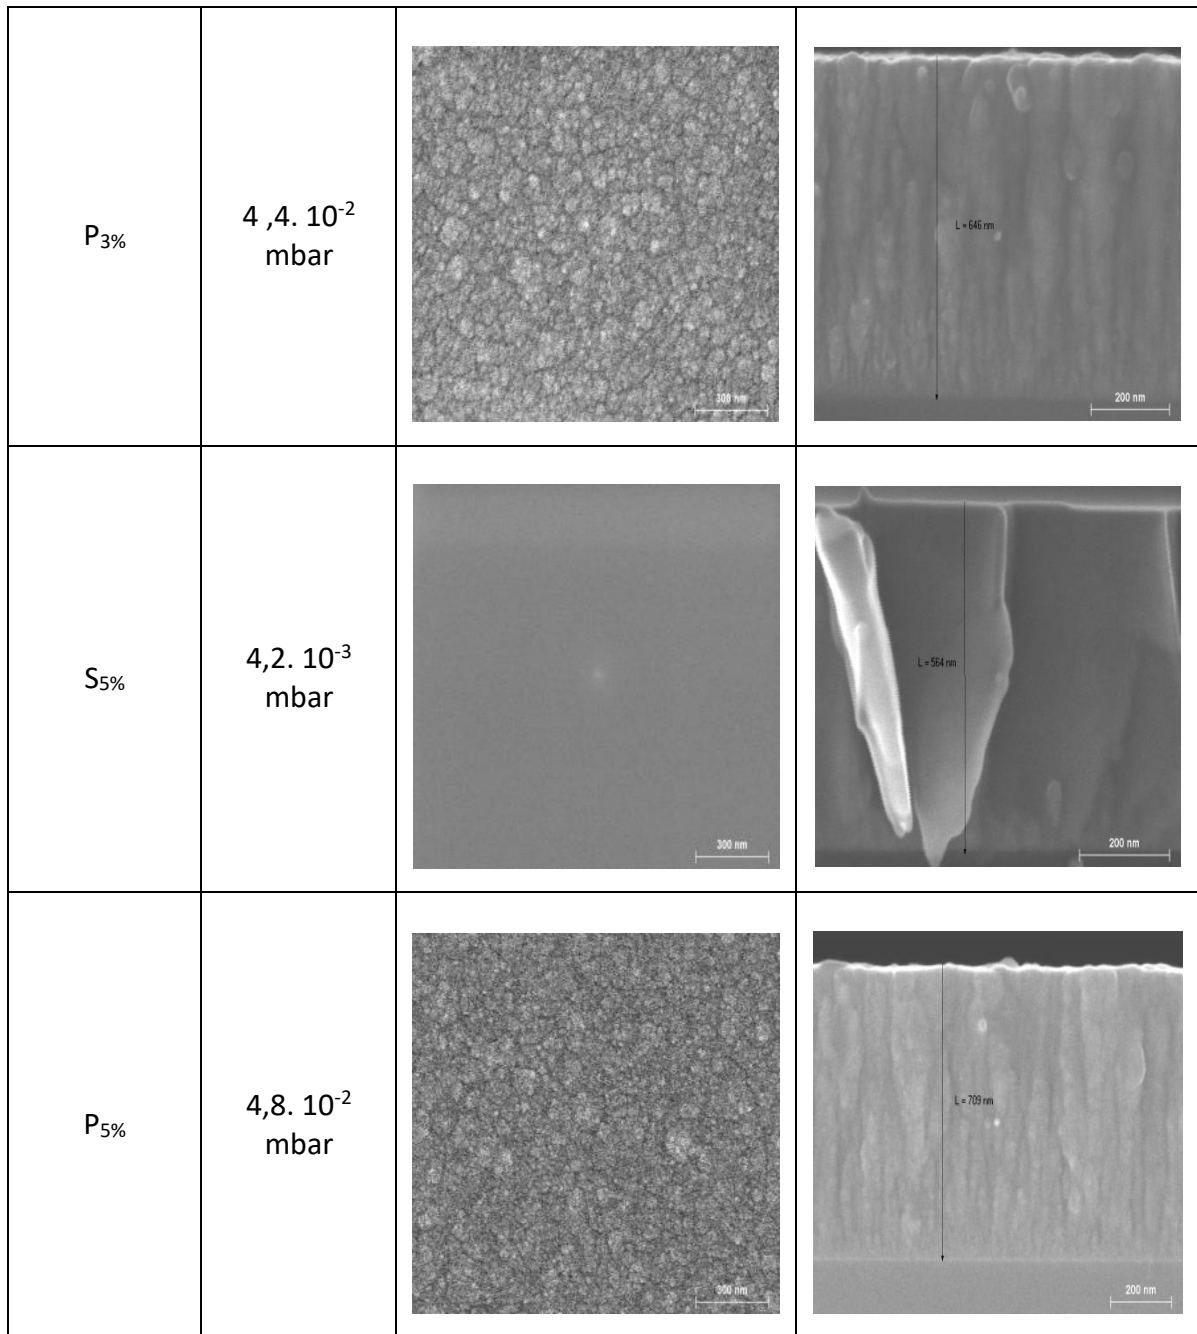 P3%
4 ,4. 10-2
mbar
300 nm
L = 646 nm
200 nm
S5%
4,2. 10-3
mbar
300 nm
L = 564 nm
200 nm
P5%
4,8. 10-2
mbar
300 nm
L = 709 nm
200 nm